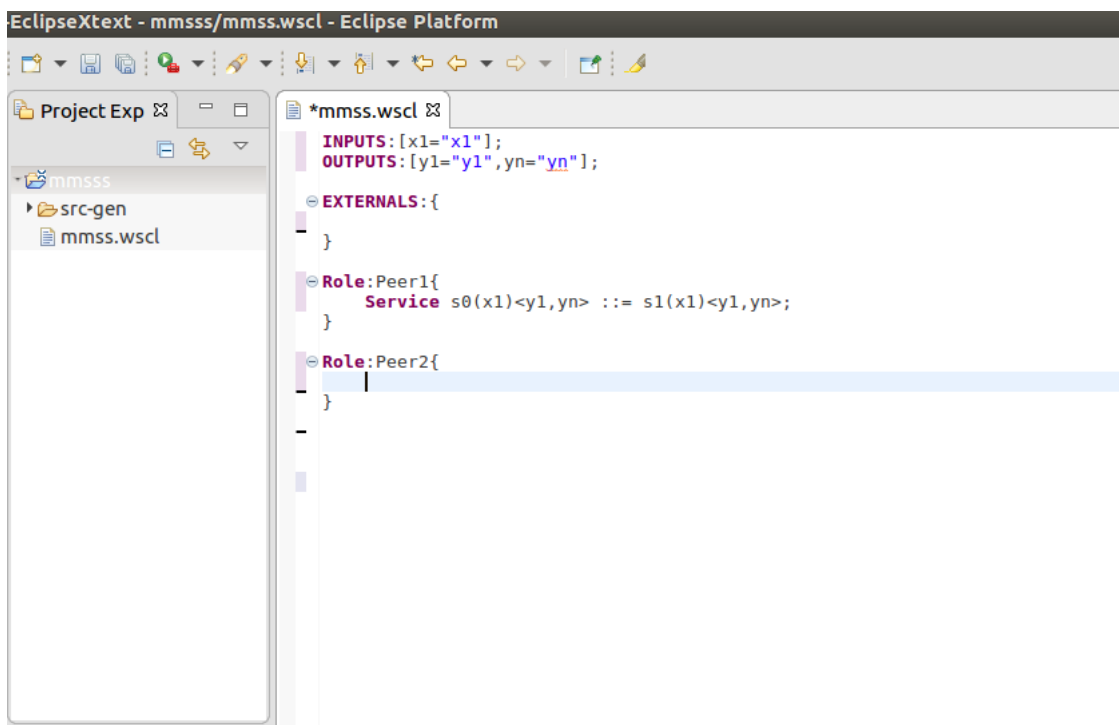 -EclipseXtext - mmsss/mmss.wscl - Eclipse Platform
Project Exp
mmsss
src-gen
mmss.wscl
*mmss.wscl
INPUTS:[x1="x1"];
OUTPUTS:[y1="y1",yn="yn"];
EXTERNALS:{
}
Role:Peer1{
Service s0(x1)<y1,yn> ::= s1(x1)<y1,yn>;
}
Role:Peer2{
}